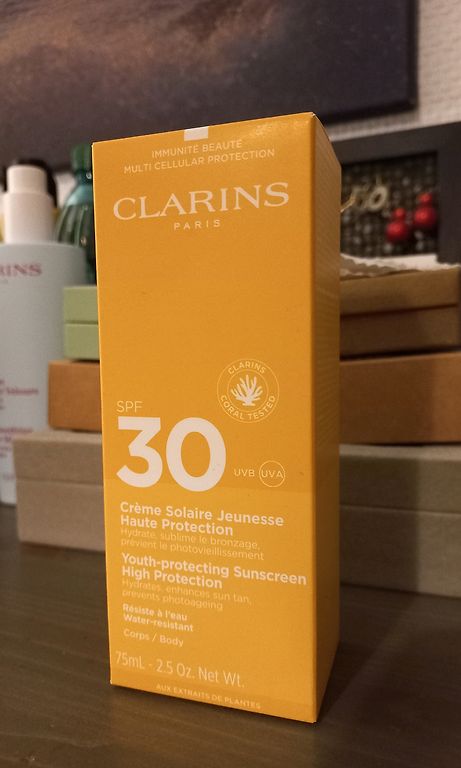 IMMUNITÉ BEAUTÉ
MULTI CELLULAR PROTECTION
CLARINS
PARIS
CLARINS
CORAL TESTED
SPF
30
UVB UVA
Crème Solaire Jeunesse
Haute Protection
Hydrate, sublime le bronzage,
prévient le photovieillissement
Youth-protecting Sunscreen
High Protection
Hydrates, enhances sun tan,
prevents photoageing
Résiste à l'eau
Water-resistant
Corps / Body
75mL - 2.5 Oz. Net Wt.
AUX EXTRAITS DE PLANTES
RINS